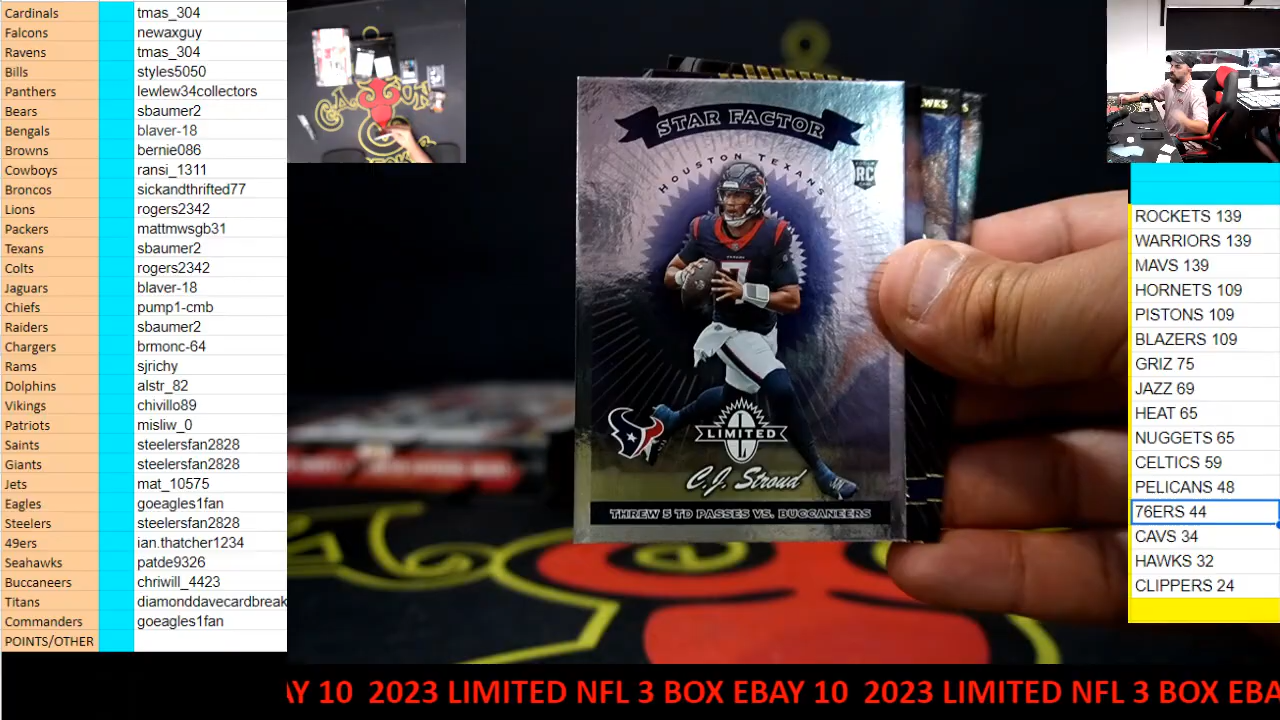 Cardinals tmas_304
Falcons newaxguy
Ravens tmas_304
Bills styles5050
Panthers lewlew34collectors
Bears sbaumer2
Bengals blaver-18
Browns bernie086
Cowboys ransi_1311
Broncos sickandthrifted77
Lions rogers2342
Packers mattmwsgb31
Texans sbaumer2
Colts rogers2342
Jaguars blaver-18
Chiefs pump1-cmb
Raiders sbaumer2
Chargers brmonc-64
Rams sjrichy
Dolphins alstr_82
Vikings chivillo89
Patriots misliw_0
Saints steelersfan2828
Giants steelersfan2828
Jets mat_10575
Eagles goeagles1fan
Steelers steelersfan2828
49ers ian.thatcher1234
Seahawks patde9326
Buccaneers chriwill_4423
Titans diamonddavecardbreak
Commanders goeagles1fan
POINTS/OTHER
STAR FACTOR
HOUSTON TEXANS
RC
LIMITED
C.J. Stroud
THREW 5 TD PASSES VS. BUCCANEERS
WKS
ROCKETS 139
WARRIORS 139
MAVS 139
HORNETS 109
PISTONS 109
BLAZERS 109
GRIZ 75
JAZZ 69
HEAT 65
NUGGETS 65
CELTICS 59
PELICANS 48
76ERS 44
CAVS 34
HAWKS 32
CLIPPERS 24
AY 10 2023 LIMITED NFL 3 BOX EBAY 10 2023 LIMITED NFL 3 BOX EBA